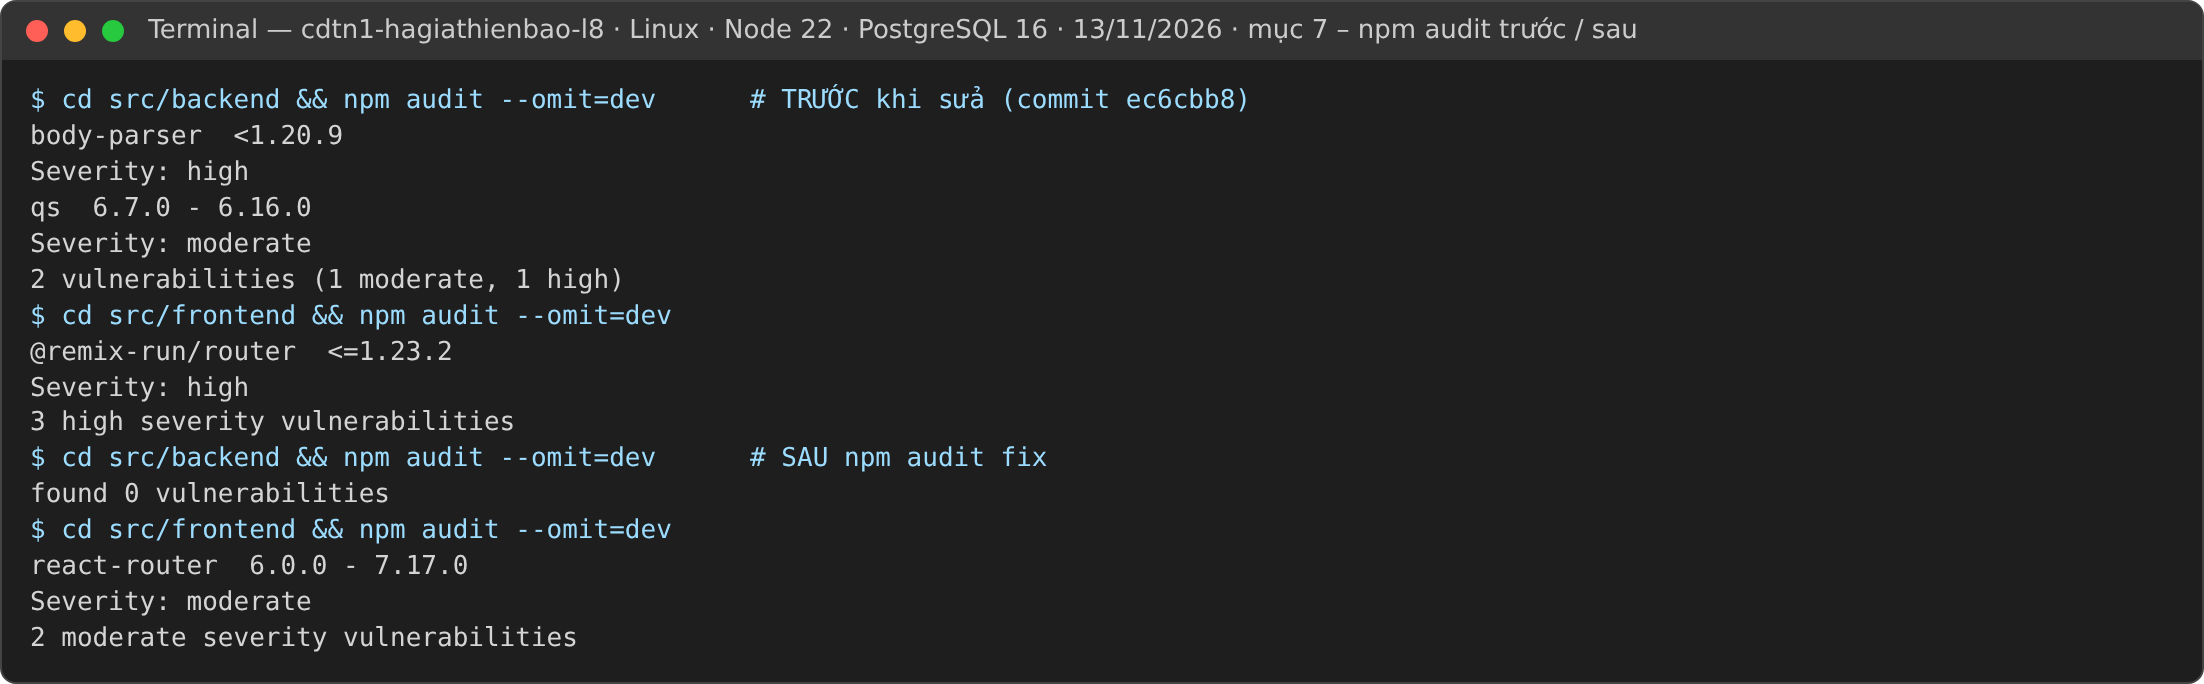 Terminal — cdtn1-hagiathienbao-l8 · Linux · Node 22 · PostgreSQL 16 · 13/11/2026 · mục 7 – npm audit trước / sau
$ cd src/backend && npm audit --omit=dev      # TRƯỚC khi sửa (commit ec6cbb8)
body-parser  <1.20.9
Severity: high
qs  6.7.0 - 6.16.0
Severity: moderate
2 vulnerabilities (1 moderate, 1 high)
$ cd src/frontend && npm audit --omit=dev
@remix-run/router  <=1.23.2
Severity: high
3 high severity vulnerabilities
$ cd src/backend && npm audit --omit=dev      # SAU npm audit fix
found 0 vulnerabilities
$ cd src/frontend && npm audit --omit=dev
react-router  6.0.0 - 7.17.0
Severity: moderate
2 moderate severity vulnerabilities